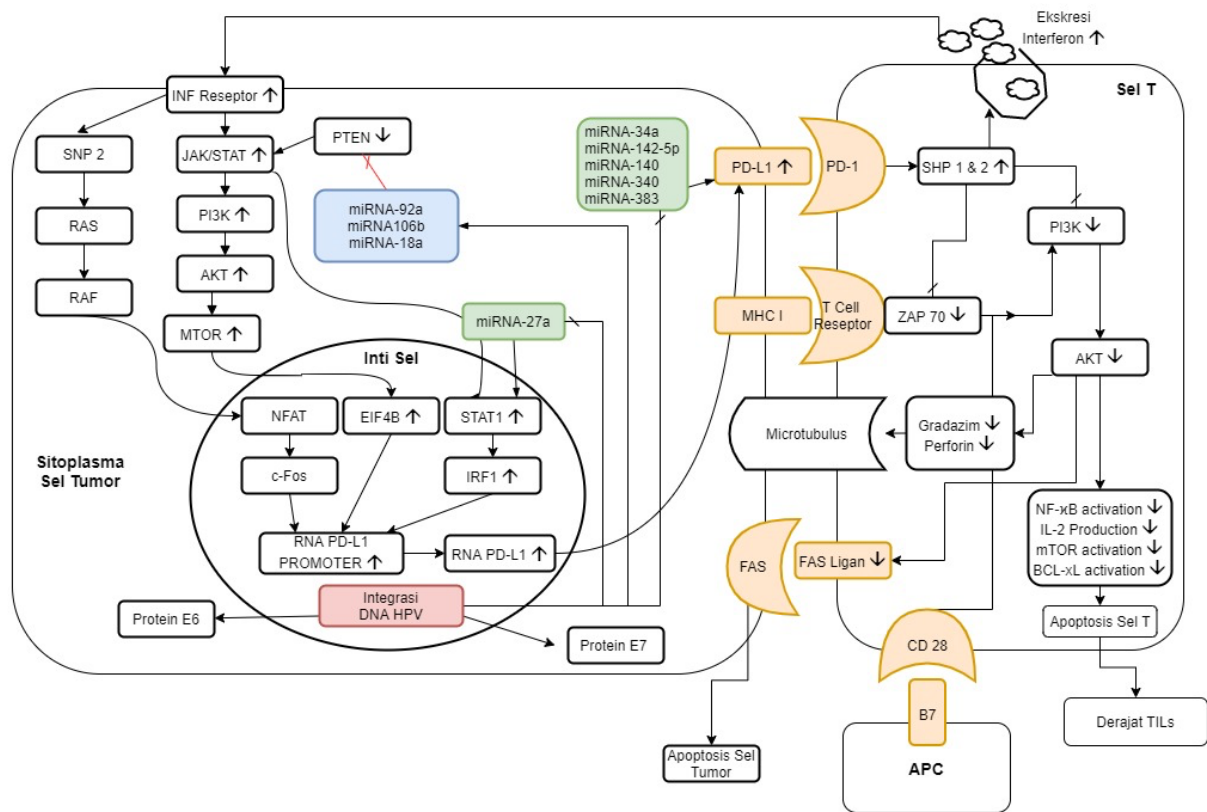 Ekskresi
Interferon ↑
Sel T
INF Reseptor ↑
SNP 2
JAK/STAT ↑
PTEN ↓
miRNA-34a
miRNA-142-5p
miRNA-140
miRNA-340
miRNA-383
PD-L1 ↑
PD-1
SHP 1 & 2 ↑
RAS
PI3K ↑
miRNA-92a
miRNA106b
miRNA-18a
PI3K ↓
RAF
AKT ↑
MTOR ↑
miRNA-27a
MHC I
T Cell
Reseptor
ZAP 70 ↓
AKT ↓
Inti Sel
NFAT
EIF4B ↑
STAT1 ↑
Microtubulus
Gradazim ↓
Perforin ↓
Sitoplasma
Sel Tumor
c-Fos
IRF1 ↑
NF-xB activation ↓
IL-2 Production ↓
mTOR activation ↓
BCL-xL activation ↓
RNA PD-L1
PROMOTER ↑
RNA PD-L1 ↑
FAS
FAS Ligan ↓
Integrasi
DNA HPV
Protein E6
Protein E7
Apoptosis Sel T
CD 28
B7
Derajat TILs
Apoptosis Sel
Tumor
APC